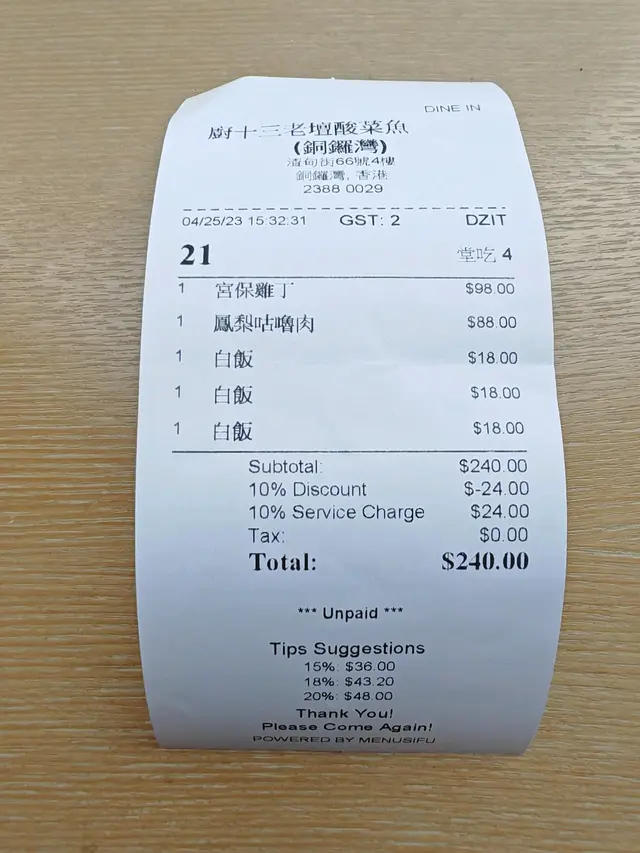 DINE IN
廚十三老壇酸菜魚
(銅鑼灣)
渣甸街66號4樓
銅鑼灣, 香港
2388 0029
04/25/23 15:32:31 GST: 2 DZIT
21 堂吃 4
1 宮保雞丁 $98.00
1 鳳梨咕嚕肉 $88.00
1 白飯 $18.00
1 白飯 $18.00
1 白飯 $18.00
Subtotal: $240.00
10% Discount $-24.00
10% Service Charge $24.00
Tax: $0.00
Total: $240.00
*** Unpaid ***
Tips Suggestions
15%: $36.00
18%: $43.20
20%: $48.00
Thank You!
Please Come Again!
POWERED BY MENUSIFU